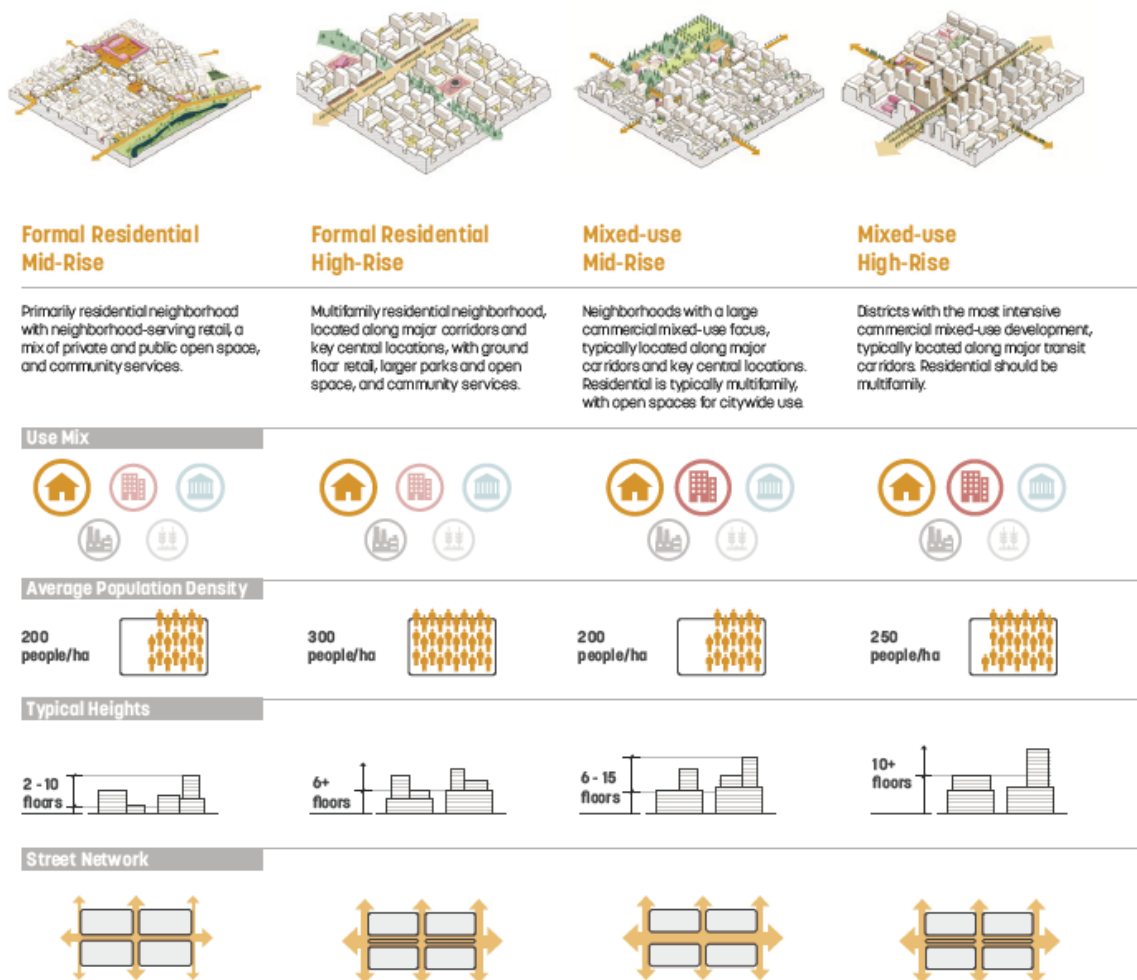 Formal Residential
Mid-Rise
Primarily residential neighborhood
with neighborhood-serving retail, a
mix of private and public open space,
and community services.
Formal Residential
High-Rise
Multifamily residential neighborhood,
located along major corridors and
key central locations, with ground
floor retail, larger parks and open
space, and community services.
Mixed-use
Mid-Rise
Neighborhoods with a large
commercial mixed-use focus,
typically located along major
corridors and key central locations.
Residential is typically multifamily,
with open spaces for citywide use.
Mixed-use
High-Rise
Districts with the most intensive
commercial mixed-use development,
typically located along major transit
corridors. Residential should be
multifamily.
Use Mix
Average Population Density
200
people/ha
300
people/ha
200
people/ha
250
people/ha
Typical Heights
2 - 10
floors
6+
floors
6 - 15
floors
10+
floors
Street Network